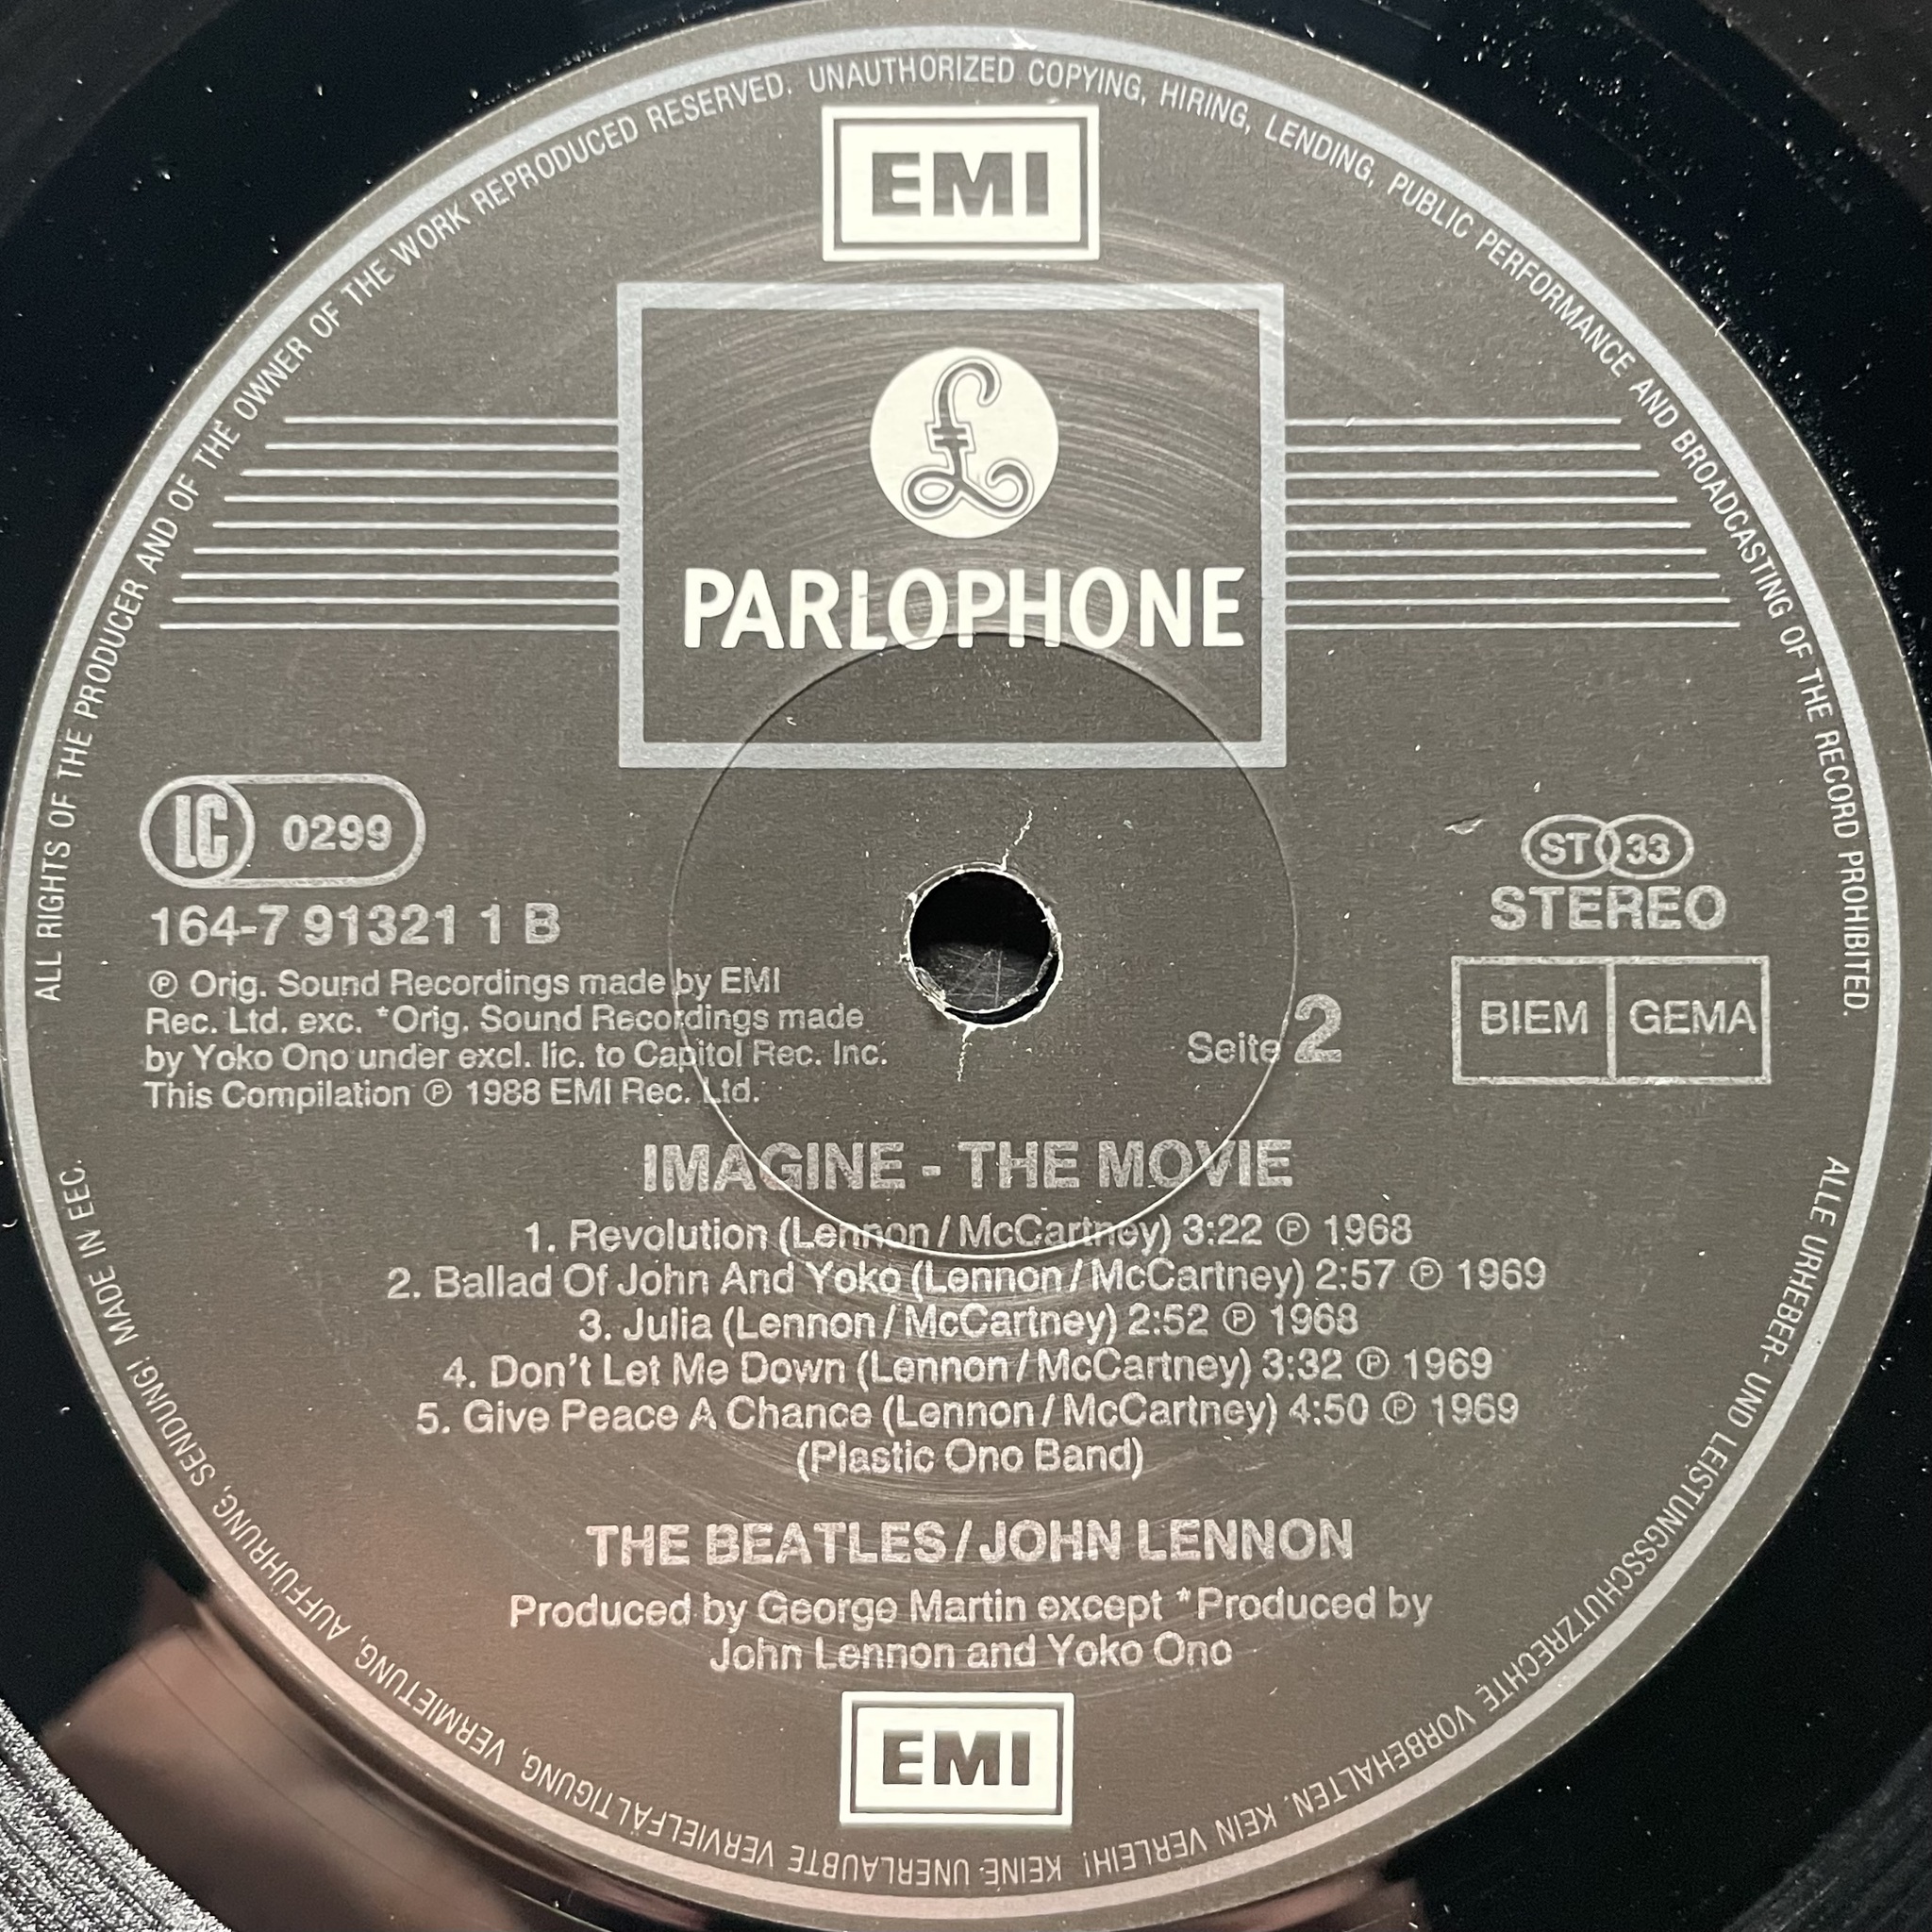 ALL RIGHTS OF THE PRODUCER AND OF THE OWNER OF THE WORK REPRODUCED RESERVED. UNAUTHORIZED COPYING, HIRING, LENDING, PUBLIC PERFORMANCE AND BROADCASTING OF THE RECORD PROHIBITED.
EMI
£
PARLOPHONE
LC 0299
164-7 91321 1 B
℗ Orig. Sound Recordings made by EMI
Rec. Ltd. exc. *Orig. Sound Recordings made
by Yoko Ono under excl. lic. to Capitol Rec. Inc.
This Compilation ℗ 1988 EMI Rec. Ltd.
ST 33
STEREO
BIEM GEMA
Seite 2
IMAGINE - THE MOVIE
1. Revolution (Lennon/McCartney) 3:22 ℗ 1968
2. Ballad Of John And Yoko (Lennon/McCartney) 2:57 ℗ 1969
3. Julia (Lennon/McCartney) 2:52 ℗ 1968
4. Don't Let Me Down (Lennon/McCartney) 3:32 ℗ 1969
5. Give Peace A Chance (Lennon/McCartney) 4:50 ℗ 1969
(Plastic Ono Band)
THE BEATLES/JOHN LENNON
Produced by George Martin except *Produced by
John Lennon and Yoko Ono
EMI
ALLE URHEBER- UND LEISTUNGSSCHUTZRECHTE VORBEHALTEN. KEIN VERLEIH! KEINE UNERLAUBTE VERVIELFÄLTIGUNG, VERMIETUNG, AUFFÜHRUNG, SENDUNG! MADE IN EEC.